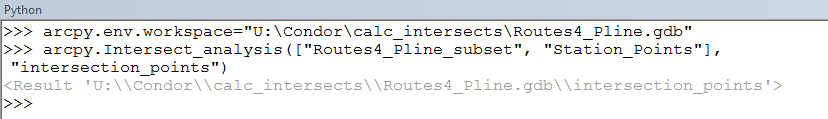 Python
>>> arcpy.env.workspace="U:\Condor\calc_intersects\Routes4_Pline.gdb"
>>> arcpy.Intersect_analysis(["Routes4_Pline_subset", "Station_Points"],
"intersection_points")
<Result 'U:\\Condor\\calc_intersects\\Routes4_Pline.gdb\\intersection_points'>
>>>